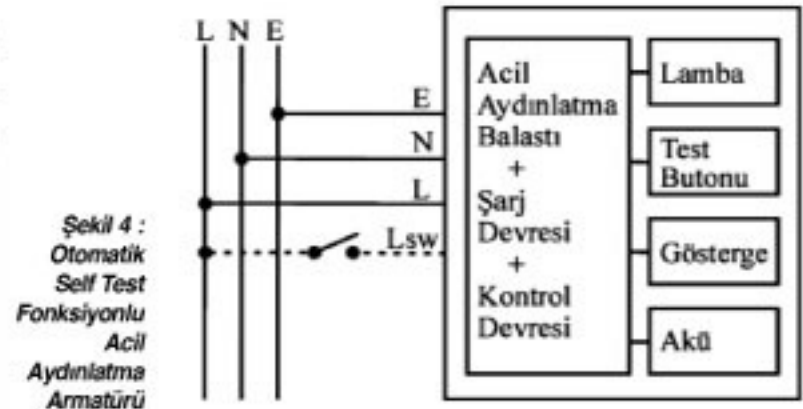 L N E
E
N
L
Lsw
Acil
Aydınlatma
Balastı
+
Şarj
Devresi
+
Kontrol
Devresi
Lamba
Test
Butonu
Gösterge
Akü
Şekil 4 :
Otomatik
Self Test
Fonksiyonlu
Acil
Aydınlatma
Armatürü